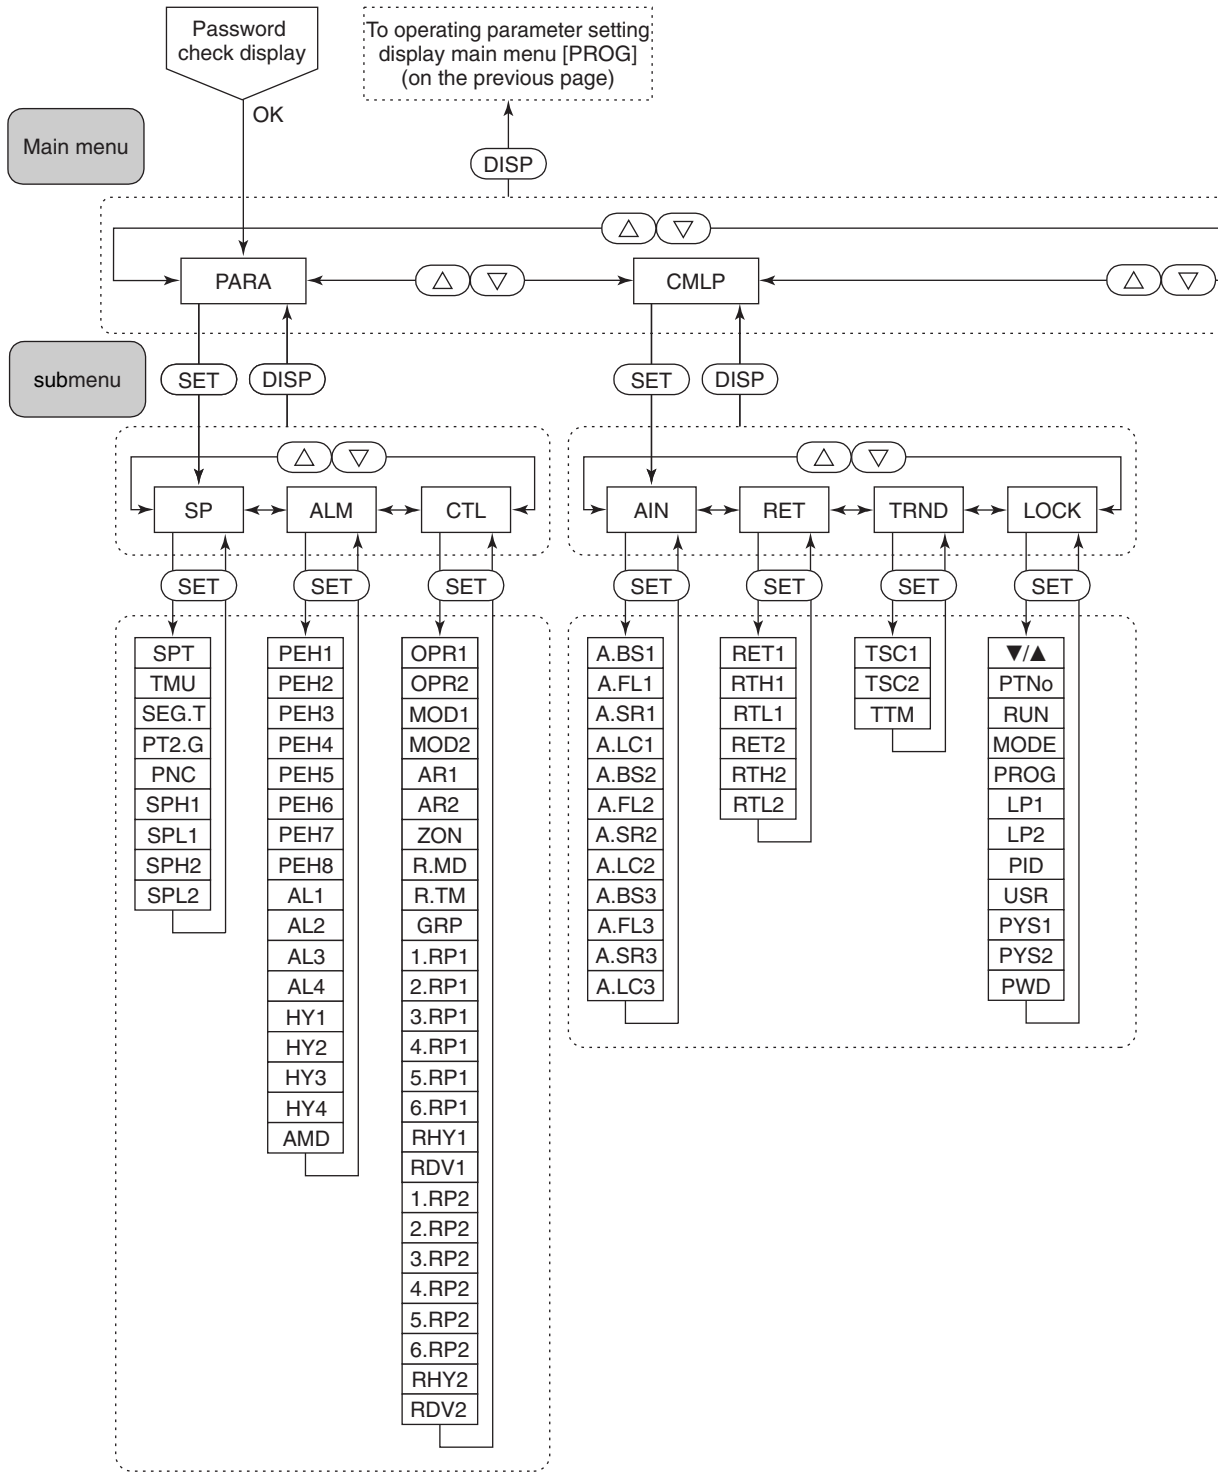 Password
check display
To operating parameter setting
display main menu [PROG]
(on the previous page)
OK
Main menu
DISP
△ ▽
PARA
△ ▽
CMLP
△ ▽
submenu
SET
DISP
SET
DISP
△ ▽
△ ▽
SP
ALM
CTL
AIN
RET
TRND
LOCK
SET
SET
SET
SET
SET
SET
SET
SPT
TMU
SEG.T
PT2.G
PNC
SPH1
SPL1
SPH2
SPL2
PEH1
PEH2
PEH3
PEH4
PEH5
PEH6
PEH7
PEH8
AL1
AL2
AL3
AL4
HY1
HY2
HY3
HY4
AMD
OPR1
OPR2
MOD1
MOD2
AR1
AR2
ZON
R.MD
R.TM
GRP
1.RP1
2.RP1
3.RP1
4.RP1
5.RP1
6.RP1
RHY1
RDV1
1.RP2
2.RP2
3.RP2
4.RP2
5.RP2
6.RP2
RHY2
RDV2
A.BS1
A.FL1
A.SR1
A.LC1
A.BS2
A.FL2
A.SR2
A.LC2
A.BS3
A.FL3
A.SR3
A.LC3
RET1
RTH1
RTL1
RET2
RTH2
RTL2
TSC1
TSC2
TTM
▼/▲
PTNo
RUN
MODE
PROG
LP1
LP2
PID
USR
PYS1
PYS2
PWD